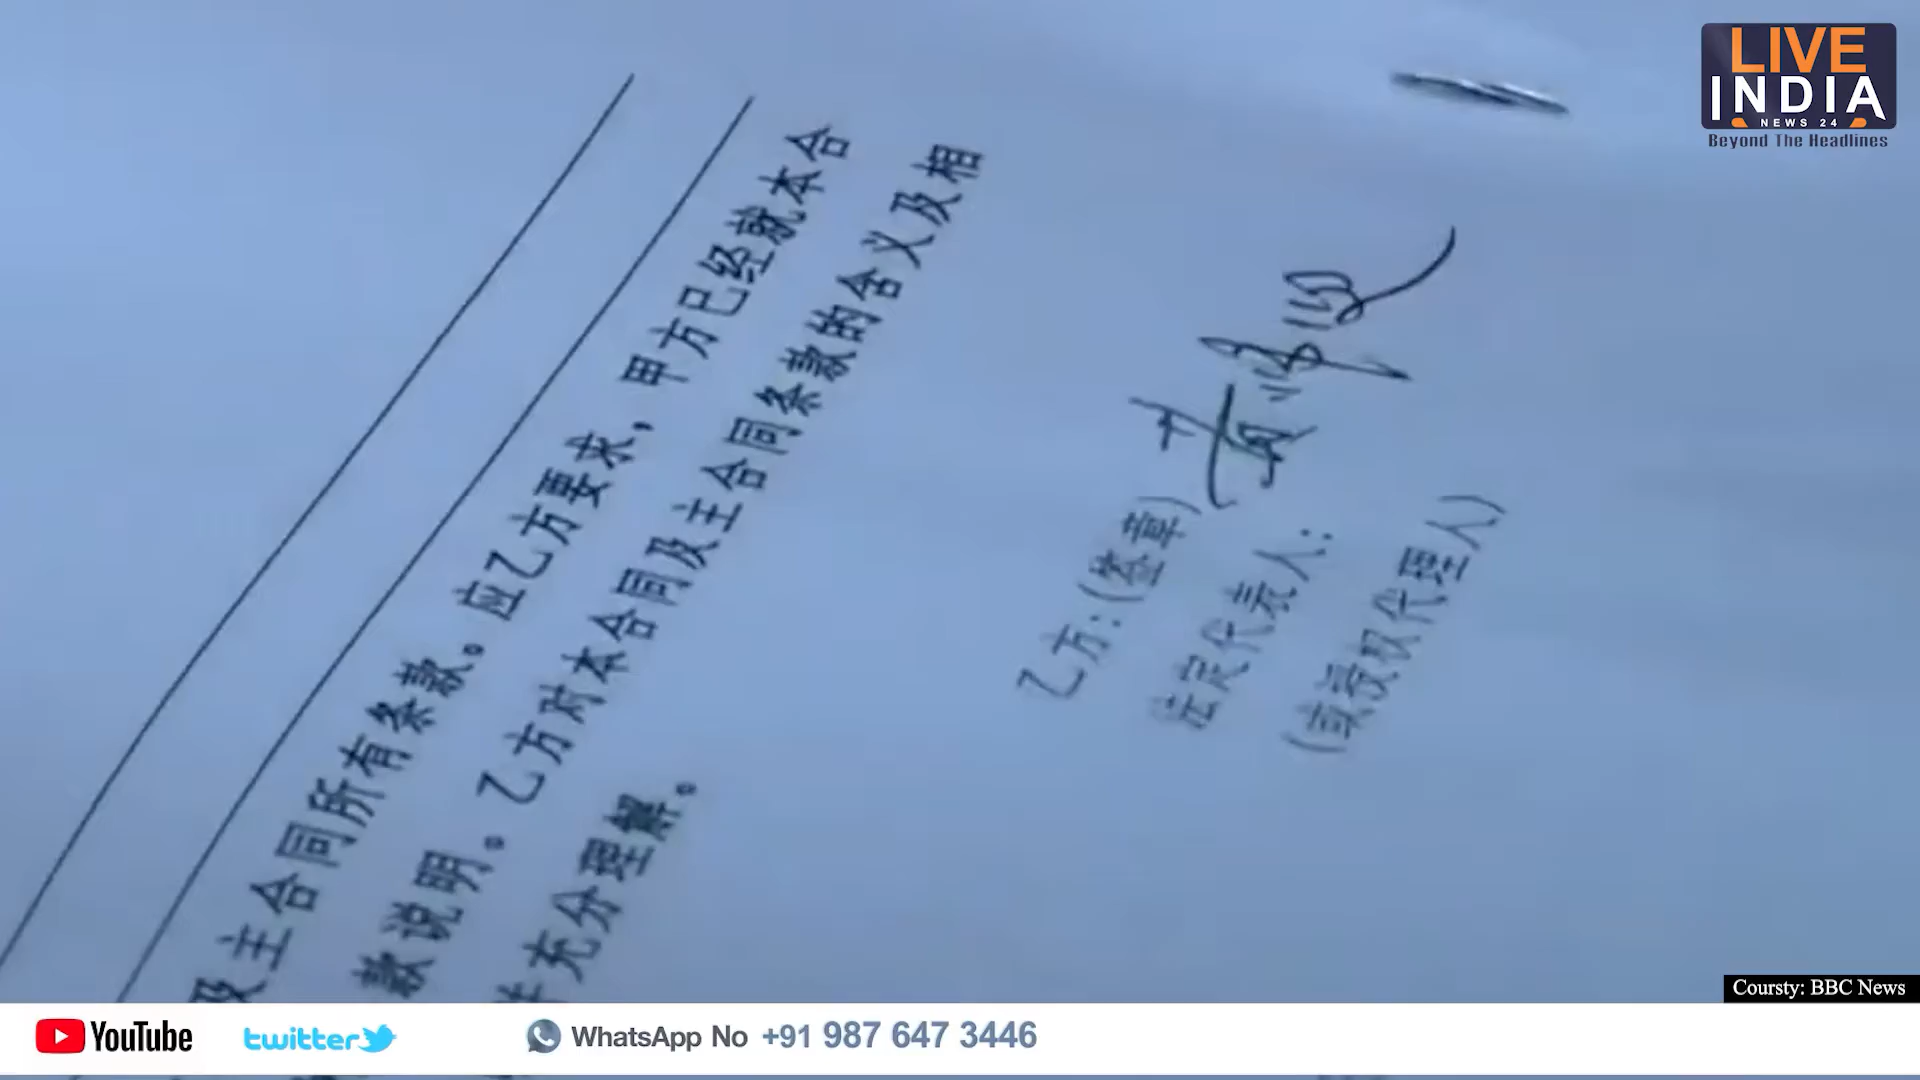 LIVE
INDIA
NEWS 24
Beyond The Headlines
及主合同所有条款。应乙方要求，甲方已经就本合
款说明。乙方对本合同及主合同条款的含义及相
并充分理解。
乙方：(签章)
法定代表人：
(或授权代理人)
Coursty: BBC News
YouTube
twitter
WhatsApp No +91 987 647 3446